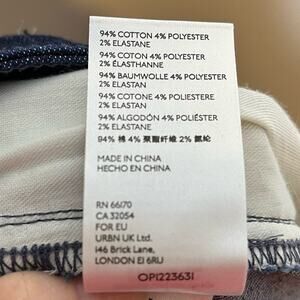 94% COTTON 4% POLYESTER
2% ELASTANE
94% COTON 4% POLYESTER
2% ÉLASTHANNE
94% BAUMWOLLE 4% POLYESTER
2% ELASTAN
94% COTONE 4% POLIESTERE
2% ELASTAN
94% ALGODÓN 4% POLIÉSTER
2% ELASTANE
94% 棉 4% 聚酯纤维 2% 氨纶
MADE IN CHINA
HECHO EN CHINA
RN 66170
CA 32054
FOR EU
URBN UK Ltd.
146 Brick Lane,
LONDON E1 6RU
OP1223631